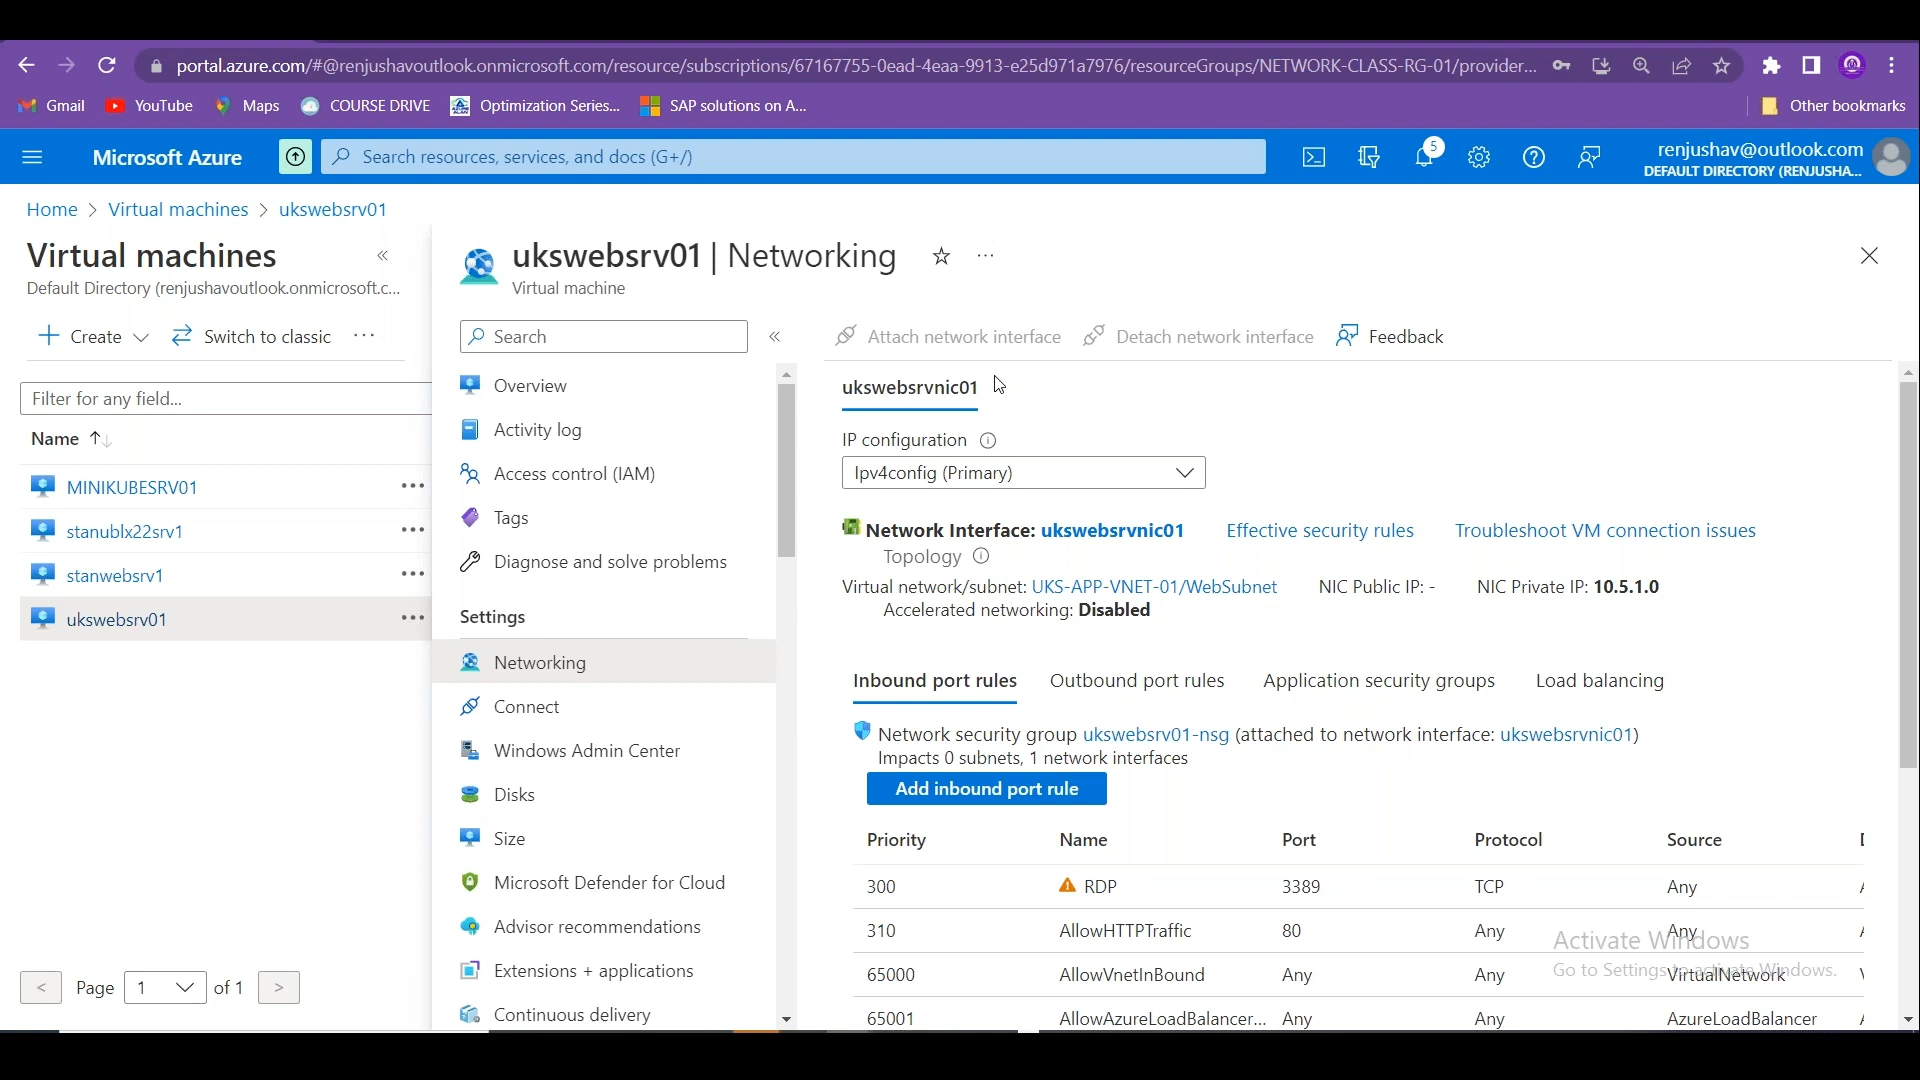 portal.azure.com/#@renjushavoutlook.onmicrosoft.com/resource/subscriptions/67167755-0ead-4eaa-9913-e25d971a7976/resourceGroups/NETWORK-CLASS-RG-01/provider...
Gmail YouTube Maps COURSE DRIVE Optimization Series... SAP solutions on A... Other bookmarks
Microsoft Azure Search resources, services, and docs (G+/) 5 renjushav@outlook.com
DEFAULT DIRECTORY (RENJUSHA...
Home > Virtual machines > ukswebsrv01
Virtual machines «
Default Directory (renjushavoutlook.onmicrosoft.c...
+ Create Switch to classic ...
Filter for any field...
Name ↑↓
MINIKUBESRV01 ...
stanublx22srv1 ...
stanwebsrv1 ...
ukswebsrv01 ...
< Page 1 of 1 >
ukswebsrv01 | Networking ☆ ...
Virtual machine
Search «
Overview
Activity log
Access control (IAM)
Tags
Diagnose and solve problems
Settings
Networking
Connect
Windows Admin Center
Disks
Size
Microsoft Defender for Cloud
Advisor recommendations
Extensions + applications
Continuous delivery
Attach network interface Detach network interface Feedback
ukswebsrvnic01
IP configuration
Ipv4config (Primary)
Network Interface: ukswebsrvnic01 Effective security rules Troubleshoot VM connection issues
Topology
Virtual network/subnet: UKS-APP-VNET-01/WebSubnet NIC Public IP: - NIC Private IP: 10.5.1.0
Accelerated networking: Disabled
Inbound port rules Outbound port rules Application security groups Load balancing
Network security group ukswebsrv01-nsg (attached to network interface: ukswebsrvnic01)
Impacts 0 subnets, 1 network interfaces
Add inbound port rule
Priority Name Port Protocol Source
300 RDP 3389 TCP Any
310 AllowHTTPTraffic 80 Any Any
65000 AllowVnetInBound Any Any VirtualNetwork
65001 AllowAzureLoadBalancer... Any Any AzureLoadBalancer
Activate Windows
Go to Settings to activate Windows.